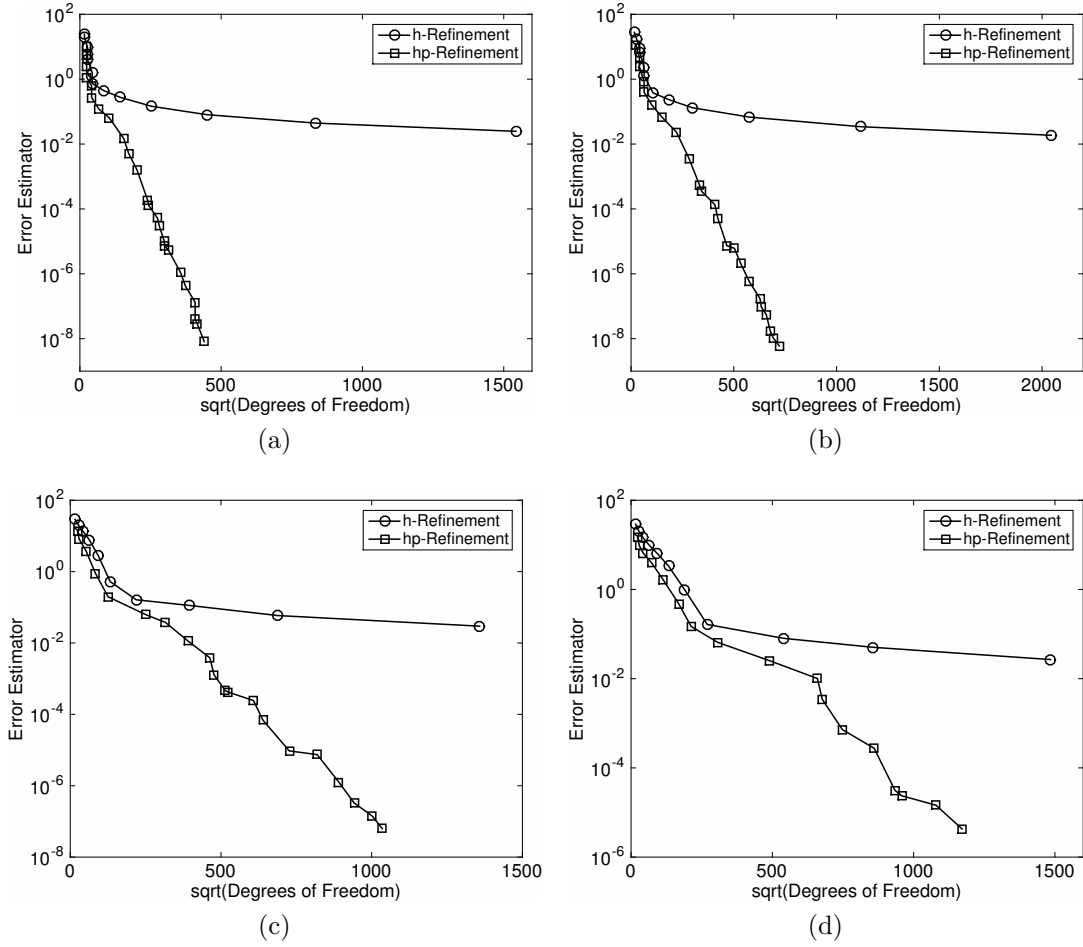 10^2
10^0
10^-2
10^-4
10^-6
10^-8
Error Estimator
h-Refinement
hp-Refinement
0 500 1000 1500
sqrt(Degrees of Freedom)
(a)
10^2
10^0
10^-2
10^-4
10^-6
10^-8
Error Estimator
h-Refinement
hp-Refinement
0 500 1000 1500 2000
sqrt(Degrees of Freedom)
(b)
10^2
10^0
10^-2
10^-4
10^-6
10^-8
Error Estimator
h-Refinement
hp-Refinement
0 500 1000 1500
sqrt(Degrees of Freedom)
(c)
10^2
10^0
10^-2
10^-4
10^-6
Error Estimator
h-Refinement
hp-Refinement
0 500 1000 1500
sqrt(Degrees of Freedom)
(d)